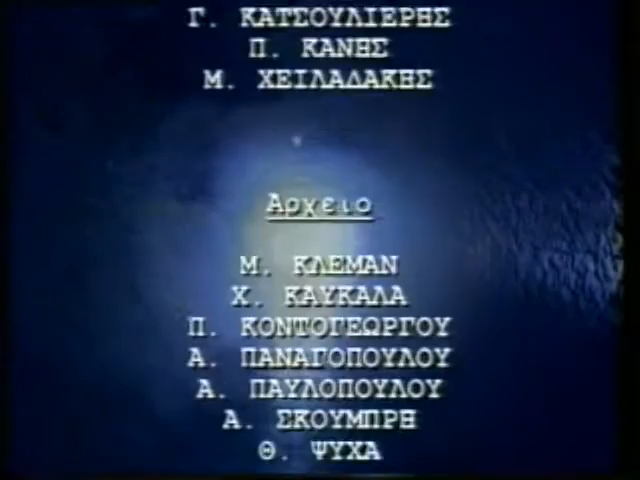 Γ. ΚΑΤΣΟΥΛΙΕΡΗΣ
Π. ΚΑΝΗΣ
Μ. ΧΕΙΛΑΔΑΚΗΣ
Αρχειο
Μ. ΚΛΕΜΑΝ
Χ. ΚΑΥΚΑΛΑ
Π. ΚΟΝΤΟΓΕΩΡΓΟΥ
Α. ΠΑΝΑΓΟΠΟΥΛΟΥ
Α. ΠΑΥΛΟΠΟΥΛΟΥ
Α. ΣΚΟΥΜΠΡΗ
Θ. ΨΥΧΑ